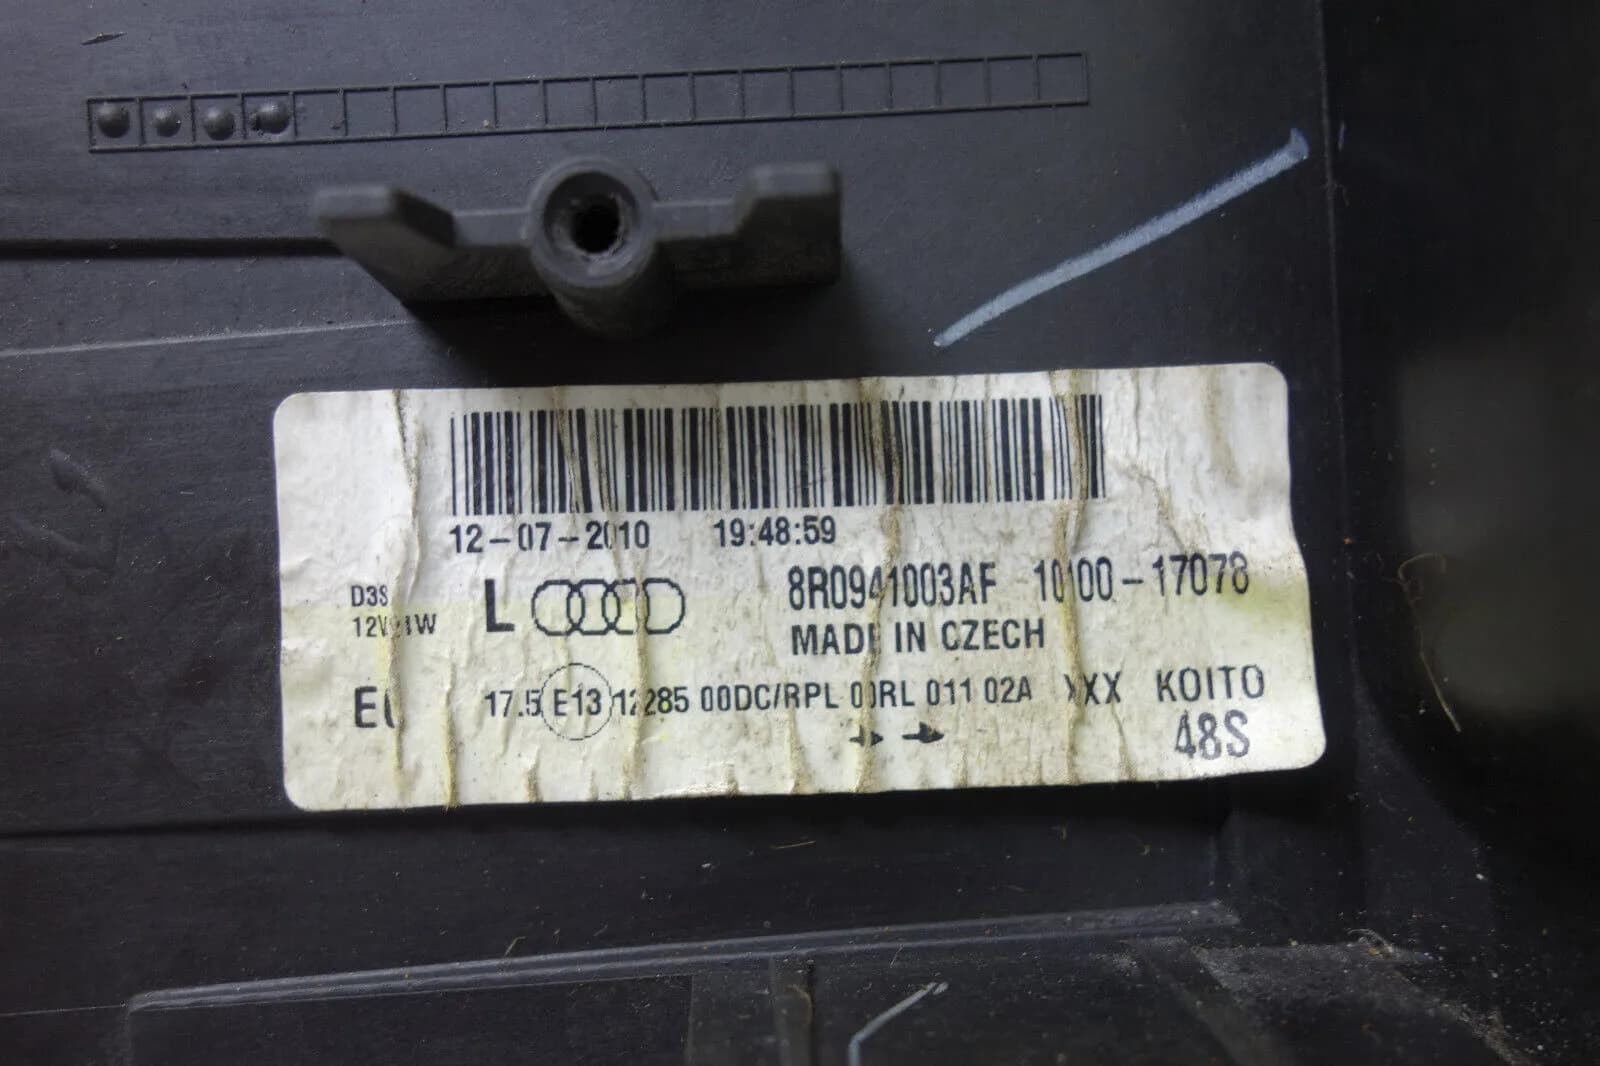 12-07-2010 19:48:59
D3S L 8R0941003AF 10100-17078
MADE IN CZECH
17.5 E13 12285 00DC/RPL 00RL 011 02A XXX KOITO
48S